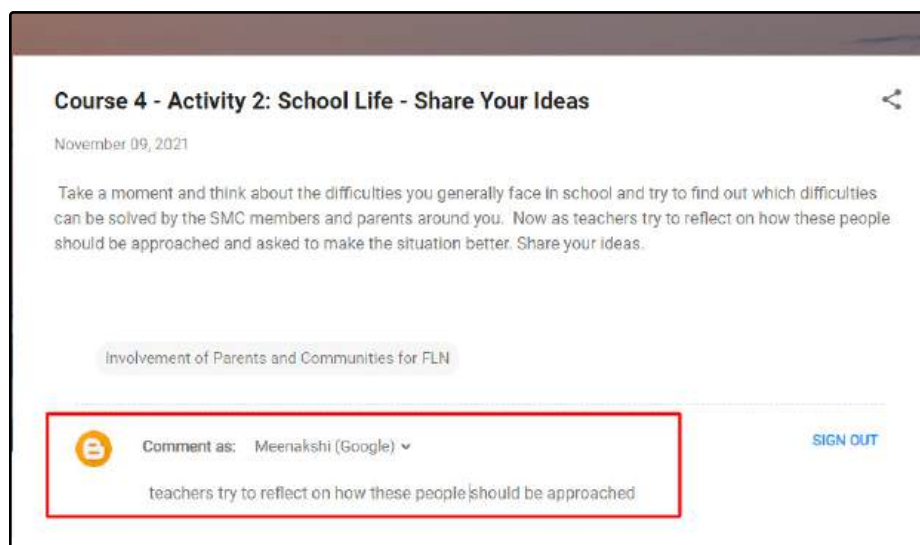 Course 4 - Activity 2: School Life - Share Your Ideas
November 09, 2021
Take a moment and think about the difficulties you generally face in school and try to find out which difficulties
can be solved by the SMC members and parents around you.  Now as teachers try to reflect on how these people
should be approached and asked to make the situation better. Share your ideas.
Involvement of Parents and Communities for FLN
Comment as: Meenakshi (Google)
SIGN OUT
teachers try to reflect on how these people should be approached